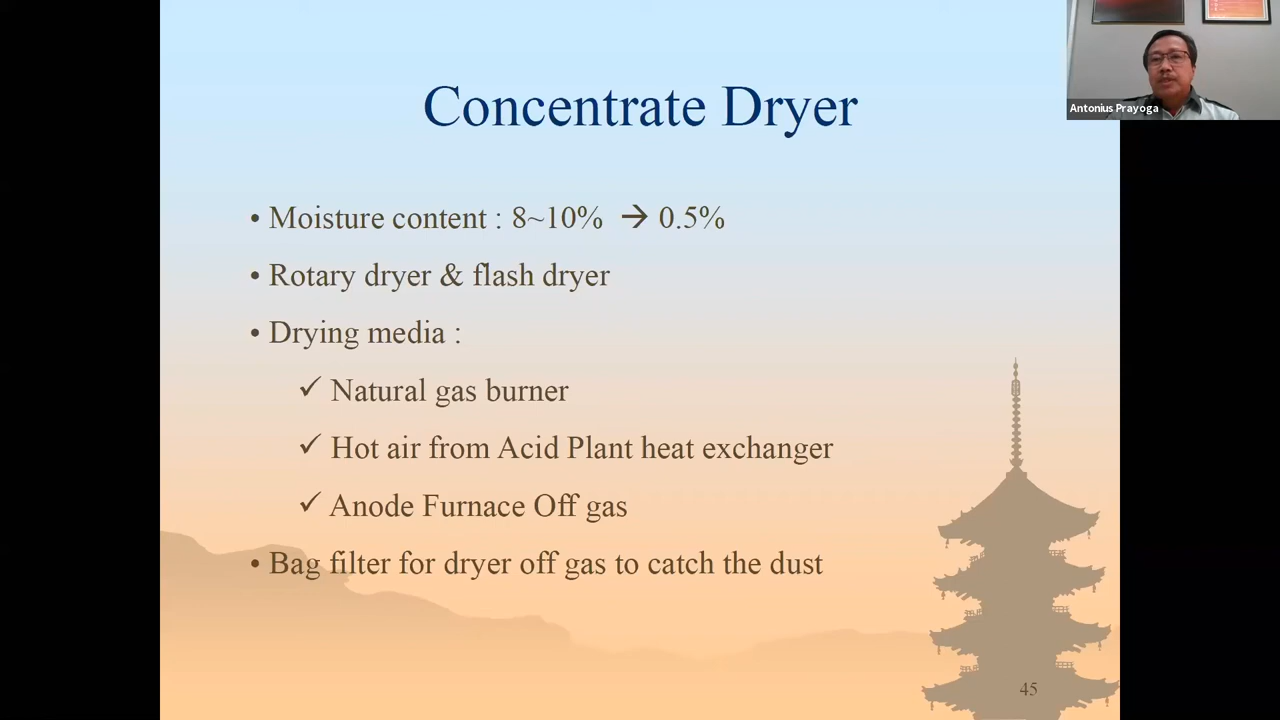 Concentrate Dryer
• Moisture content : 8~10% → 0.5%
• Rotary dryer & flash dryer
• Drying media :
✓ Natural gas burner
✓ Hot air from Acid Plant heat exchanger
✓ Anode Furnace Off gas
• Bag filter for dryer off gas to catch the dust
45
Antonius Prayoga